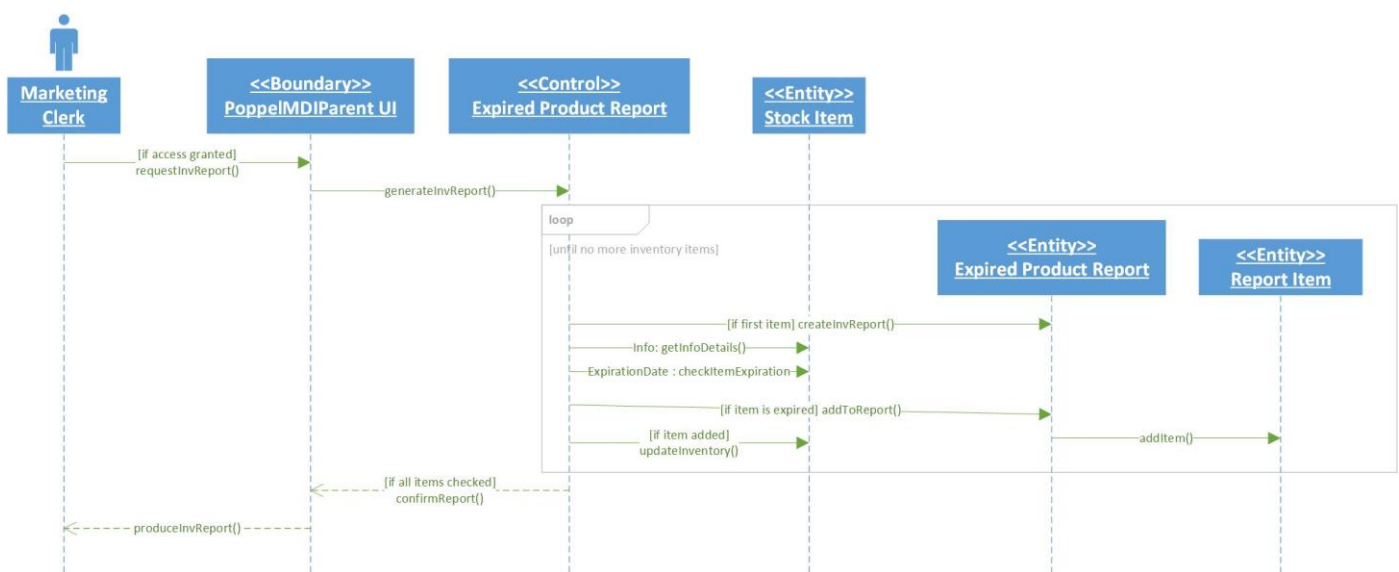 Marketing
Clerk
<<Boundary>>
PoppelMDIParent UI
<<Control>>
Expired Product Report
<<Entity>>
Stock Item
[if access granted]
requestInvReport()
generateInvReport()
loop
[until no more inventory items]
<<Entity>>
Expired Product Report
<<Entity>>
Report Item
[if first item] createInvReport()
Info: getInfoDetails()
ExpirationDate : checkItemExpiration
[if item is expired] addToReport()
[if item added]
updateInventory()
addItem()
[if all items checked]
confirmReport()
produceInvReport()